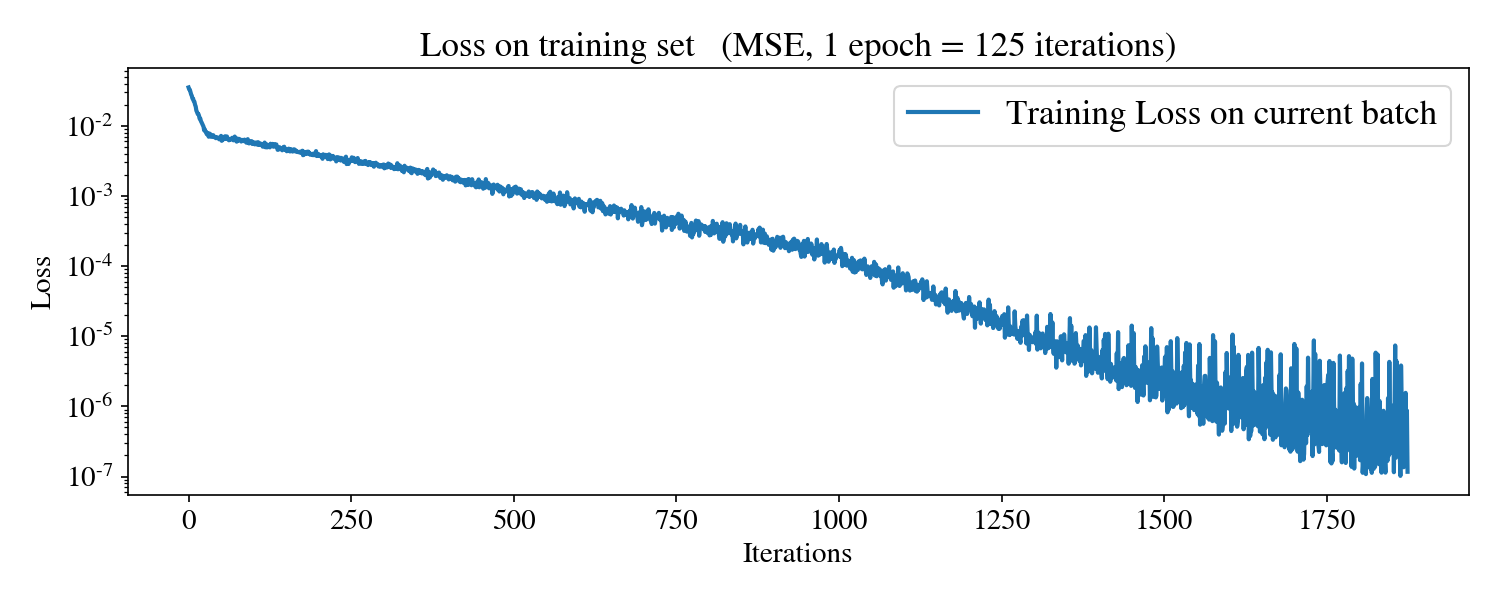 Loss on training set   (MSE, 1 epoch = 125 iterations)
Training Loss on current batch
Loss
10^-2
10^-3
10^-4
10^-5
10^-6
10^-7
0 250 500 750 1000 1250 1500 1750
Iterations